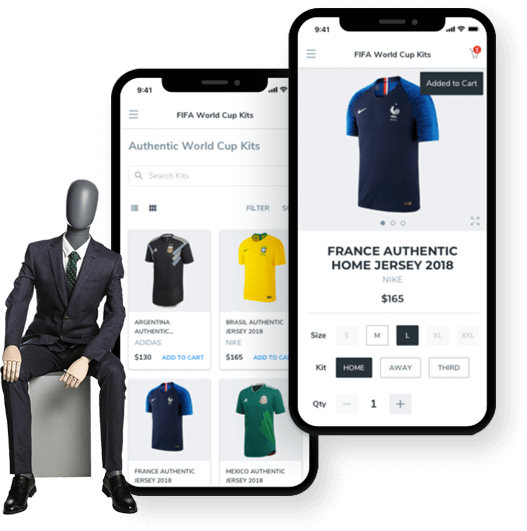 9:41
FIFA World Cup Kits
Authentic World Cup Kits
Search Kits
FILTER
ARGENTINA
AUTHENTIC...
ADIDAS
$130 ADD TO CART
BRASIL AUTHENTIC
JERSEY 2018
NIKE
$165 ADD TO CART
FRANCE AUTHENTIC
JERSEY 2018
MEXICO AUTHENTIC
JERSEY 2018
9:41
FIFA World Cup Kits
Added to Cart
FRANCE AUTHENTIC
HOME JERSEY 2018
NIKE
$165
Size S M L XL XXL
Kit HOME AWAY THIRD
Qty − 1 +